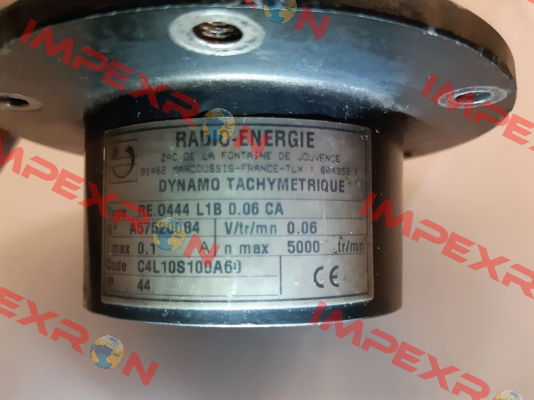 RADIO-ENERGIE
ZAC DE LA FONTAINE DE JOUVENCE
91462 MARCOUSSIS-FRANCE-TLX :
DYNAMO TACHYMETRIQUE
Type RE.0444 L1B 0.06 CA
N° V/tr/mn 0.06
I max 0.1 A n max 5000 tr/mn
Code C4L10S100A60
IP 44
CE
IMPEXRON
IMPEXRON
IMPEXRON
IMPEXRON
IMPEXRON